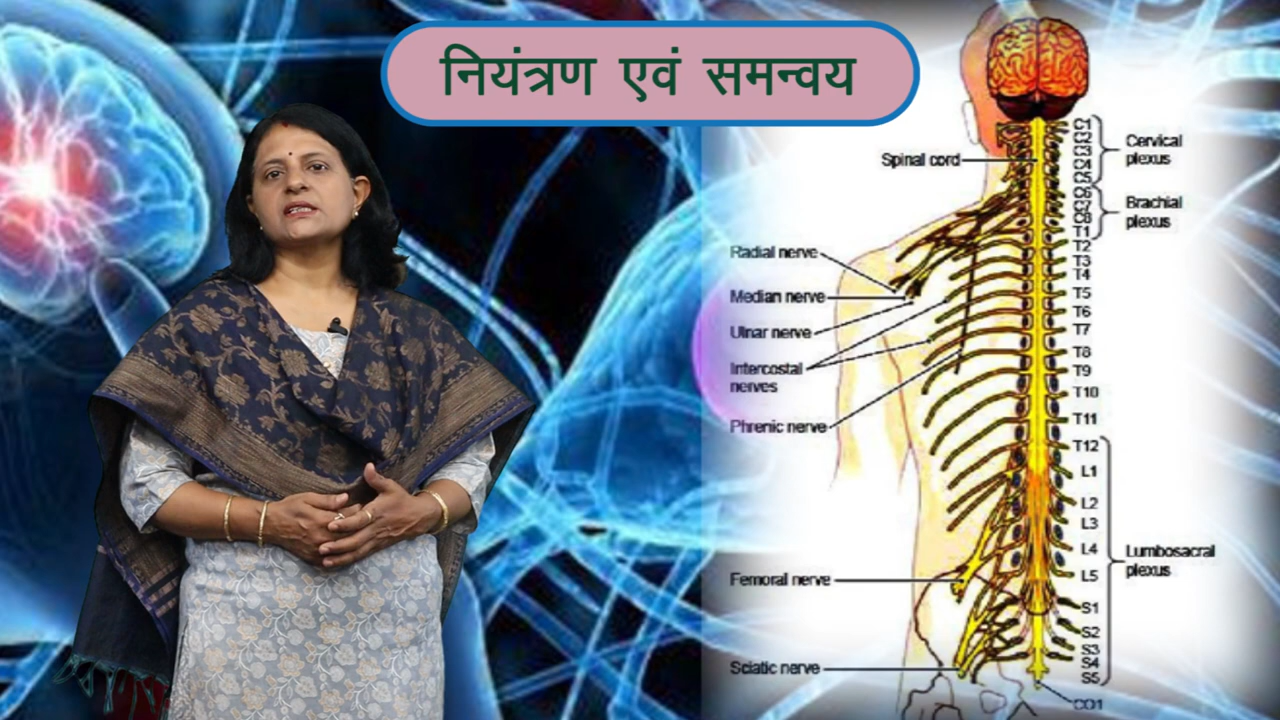 नियंत्रण एवं समन्वय
Spinal cord
Radial nerve
Median nerve
Ulnar nerve
Intercostal
nerves
Phrenic nerve
Femoral nerve
Sciatic nerve
C1
C2
C3
C4
C5
C6
C7
C8
T1
T2
T3
T4
T5
T6
T7
T8
T9
T10
T11
T12
L1
L2
L3
L4
L5
S1
S2
S3
S4
S5
CO1
Cervical
plexus
Brachial
plexus
Lumbosacral
plexus